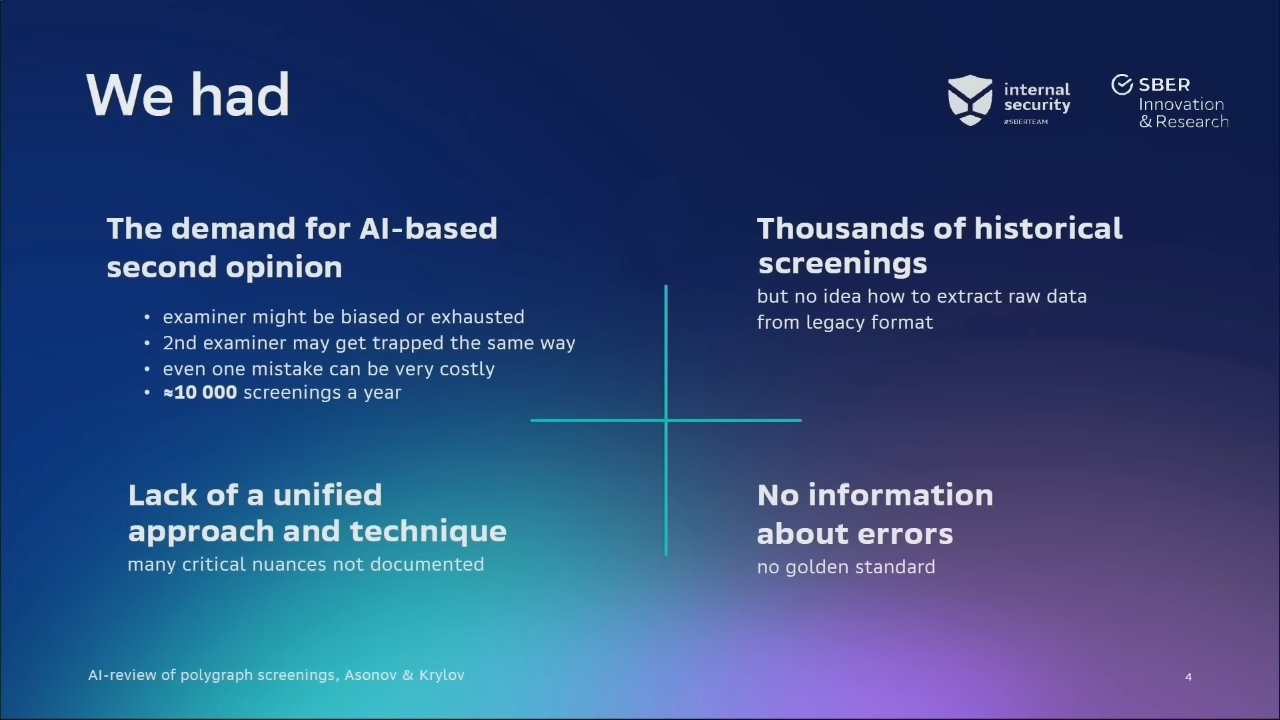 We had
internal
security
#SBERTEAM
SBER
Innovation
& Research
The demand for AI-based
second opinion
• examiner might be biased or exhausted
• 2nd examiner may get trapped the same way
• even one mistake can be very costly
• ≈10 000 screenings a year
Thousands of historical
screenings
but no idea how to extract raw data
from legacy format
Lack of a unified
approach and technique
many critical nuances not documented
No information
about errors
no golden standard
AI-review of polygraph screenings, Asonov & Krylov
4